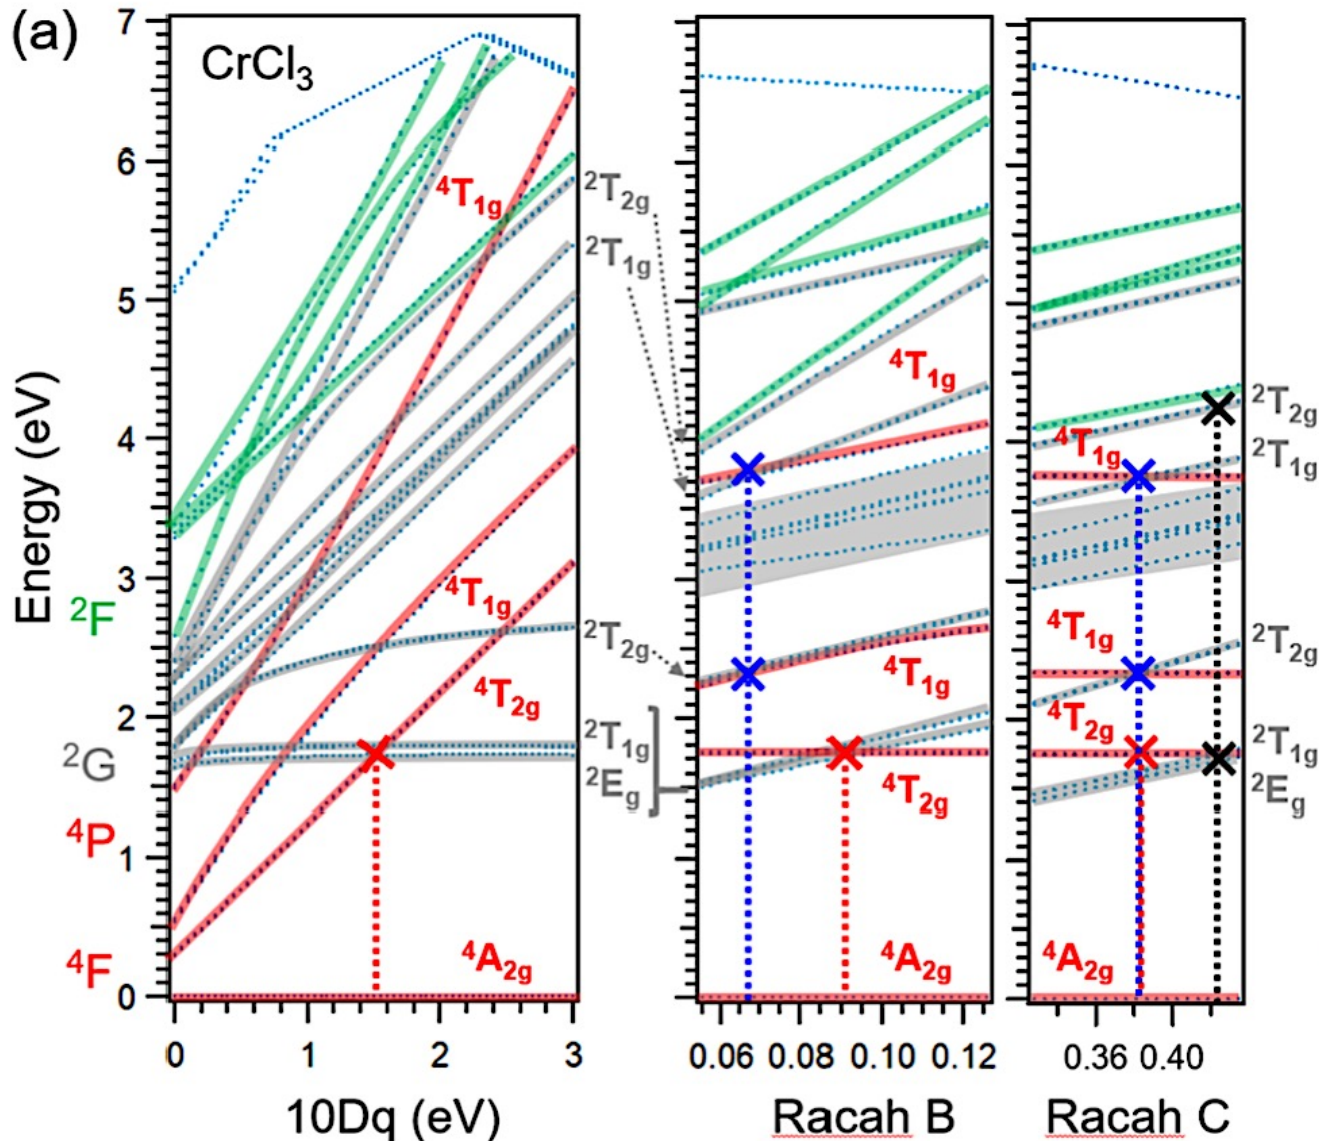 (a)
CrCl₃
Energy (eV)
7
6
5
4
3
2
1
0
²F
²G
⁴P
⁴F
⁴T₁g
⁴T₁g
⁴T₂g
⁴A₂g
0 1 2 3
10Dq (eV)
²T₂g
²T₁g
²T₂g
²T₁g
²Eg
⁴T₁g
⁴T₁g
⁴T₂g
⁴A₂g
0.06 0.08 0.10 0.12
Racah B
⁴T₁g
⁴T₁g
⁴T₂g
⁴A₂g
0.36 0.40
Racah C
²T₂g
²T₁g
²T₂g
²T₁g
²Eg